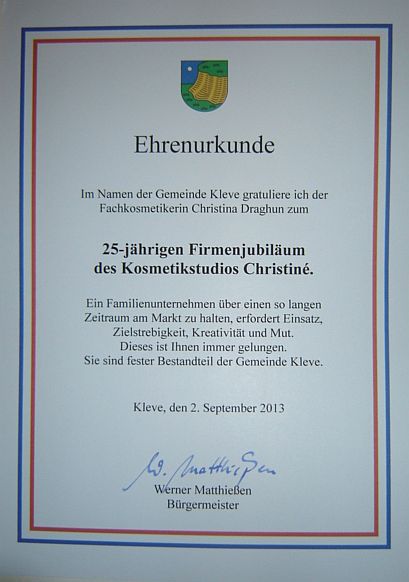 Ehrenurkunde
Im Namen der Gemeinde Kleve gratuliere ich der
Fachkosmetikerin Christina Draghun zum
25-jährigen Firmenjubiläum
des Kosmetikstudios Christiné.
Ein Familienunternehmen über einen so langen
Zeitraum am Markt zu halten, erfordert Einsatz,
Zielstrebigkeit, Kreativität und Mut.
Dieses ist Ihnen immer gelungen.
Sie sind fester Bestandteil der Gemeinde Kleve.
Kleve, den 2. September 2013
W. Matthießen
Werner Matthießen
Bürgermeister